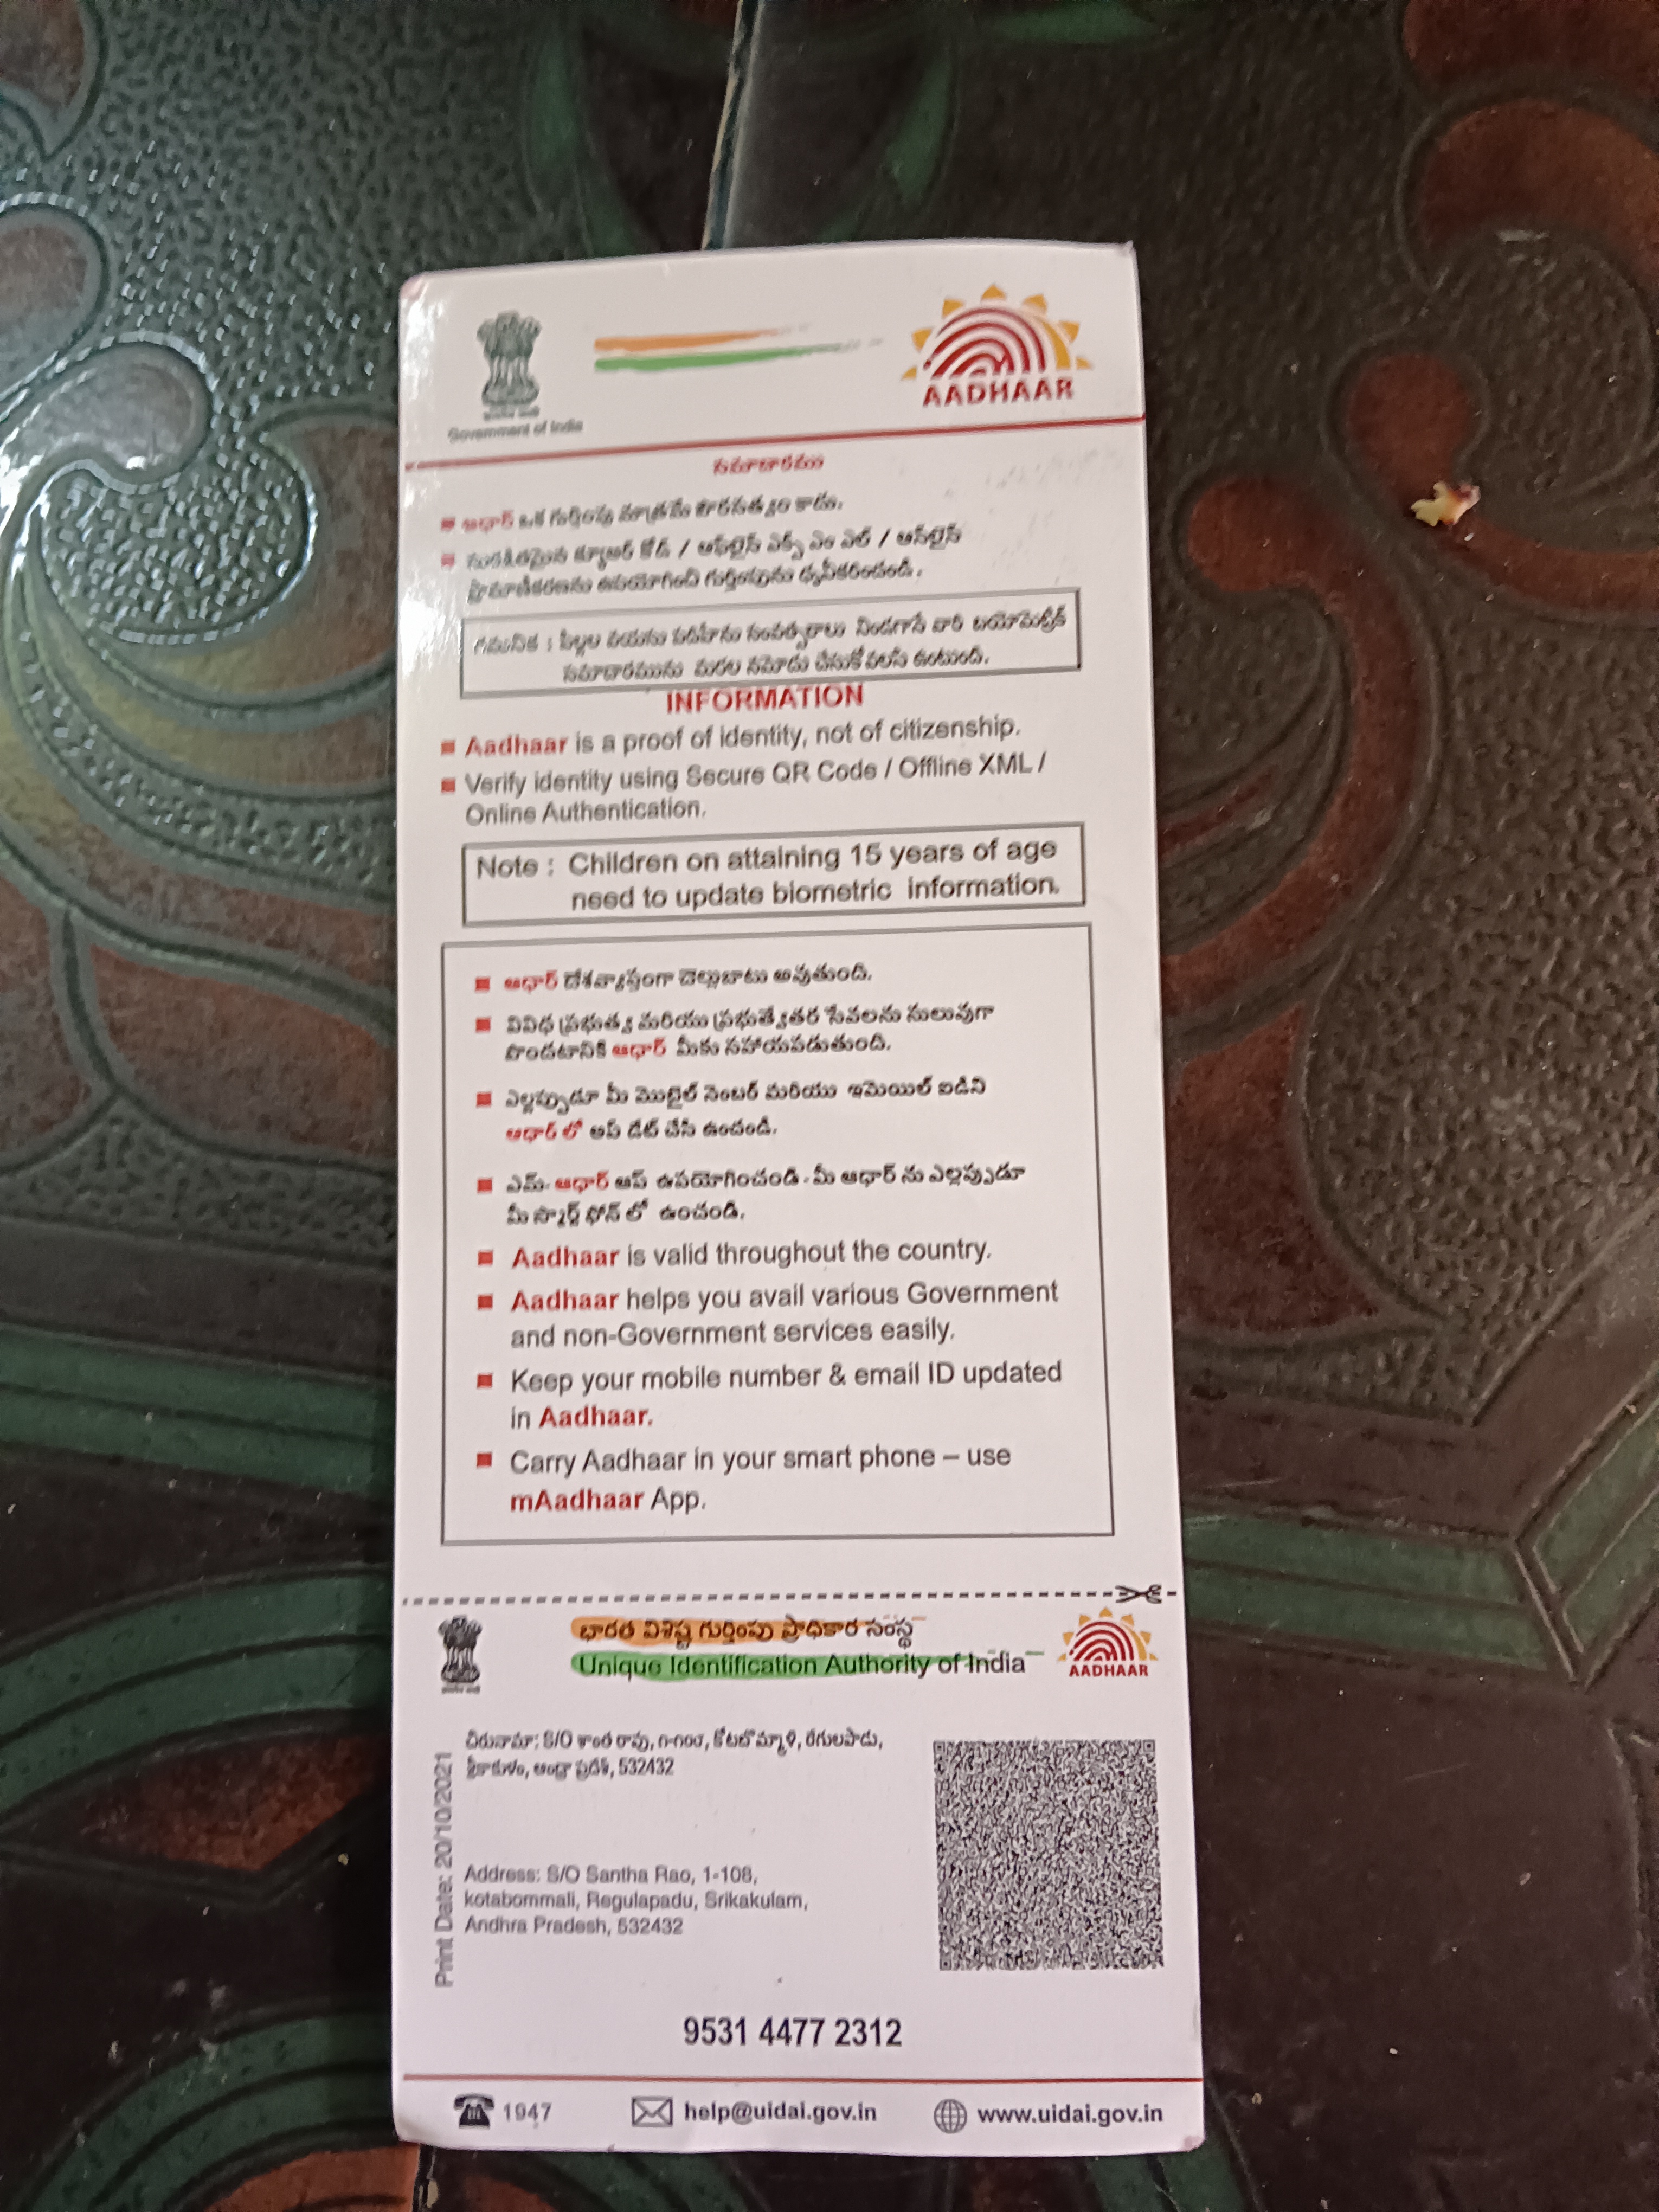 Government of India
AADHAAR
సమాచారము
ఆధార్ ఒక గుర్తింపు మాత్రమే పౌరసత్వం కాదు.
సురక్షితమైన క్యూఆర్ కోడ్ / ఆఫ్‌లైన్ ఎక్స్ ఎం ఎల్ / ఆన్‌లైన్
ధ్రువీకరణను ఉపయోగించి గుర్తింపును ధృవీకరించండి.
గమనిక : పిల్లల వయసు పదిహేను సంవత్సరాలు నిండగానే వారి బయోమెట్రిక్
సమాచారమును మరల నమోదు చేసుకోవలసి ఉంటుంది.
INFORMATION
Aadhaar is a proof of identity, not of citizenship.
Verify identity using Secure QR Code / Offline XML /
Online Authentication.
Note : Children on attaining 15 years of age
need to update biometric information.
ఆధార్ దేశవ్యాప్తంగా చెల్లుబాటు అవుతుంది.
వివిధ ప్రభుత్వ మరియు ప్రభుత్వేతర సేవలను సులువుగా
పొందటానికి ఆధార్ మీకు సహాయపడుతుంది.
ఎల్లప్పుడూ మీ మొబైల్ నెంబర్ మరియు ఇమెయిల్ ఐడిని
ఆధార్ లో అప్ డేట్ చేసి ఉంచండి.
ఎమ్-ఆధార్ ఆప్ ఉపయోగించండి - మీ ఆధార్ ను ఎల్లప్పుడూ
మీ స్మార్ట్ ఫోన్ లో ఉంచండి.
Aadhaar is valid throughout the country.
Aadhaar helps you avail various Government
and non-Government services easily.
Keep your mobile number & email ID updated
in Aadhaar.
Carry Aadhaar in your smart phone – use
mAadhaar App.
భారత విశిష్ట గుర్తింపు ప్రాధికార సంస్థ
Unique Identification Authority of India
AADHAAR
చిరునామా: S/O శాంత రావు, ౧-౧౦౮, కోటబొమ్మాళి, రేగులపాడు,
శ్రీకాకుళం, ఆంధ్రా ప్రదేశ్, 532432
Print Date: 20/10/2021
Address: S/O Santha Rao, 1-108,
kotabommali, Regulapadu, Srikakulam,
Andhra Pradesh, 532432
9531 4477 2312
1947
help@uidai.gov.in
www.uidai.gov.in